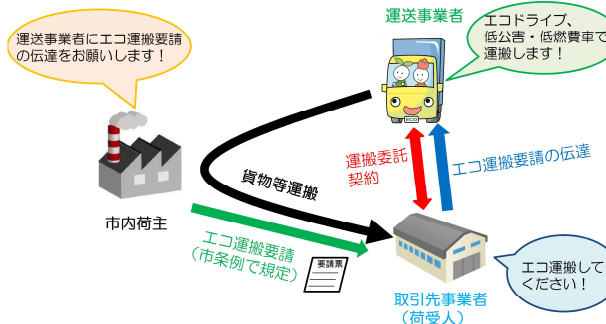 運送事業者にエコ運搬要請
の伝達をお願いします！
運送事業者
エコドライブ、
低公害・低燃費車で
運搬します！
ECO
市内荷主
貨物等運搬
運搬委託
契約
エコ運搬要請の伝達
エコ運搬要請
（市条例で規定）
要請票
取引先事業者
（荷受人）
エコ運搬して
ください！